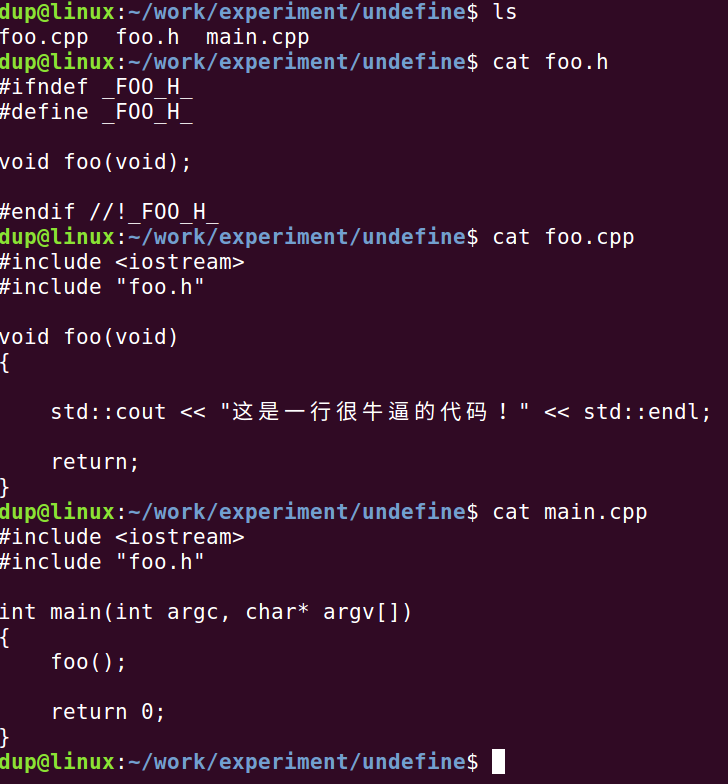 dup@linux:~/work/experiment/undefine$ ls
foo.cpp  foo.h  main.cpp
dup@linux:~/work/experiment/undefine$ cat foo.h
#ifndef _FOO_H_
#define _FOO_H_

void foo(void);

#endif //!_FOO_H_
dup@linux:~/work/experiment/undefine$ cat foo.cpp
#include <iostream>
#include "foo.h"

void foo(void)
{

    std::cout << "这是一行很牛逼的代码！" << std::endl;

    return;
}
dup@linux:~/work/experiment/undefine$ cat main.cpp
#include <iostream>
#include "foo.h"

int main(int argc, char* argv[])
{
    foo();

    return 0;
}
dup@linux:~/work/experiment/undefine$